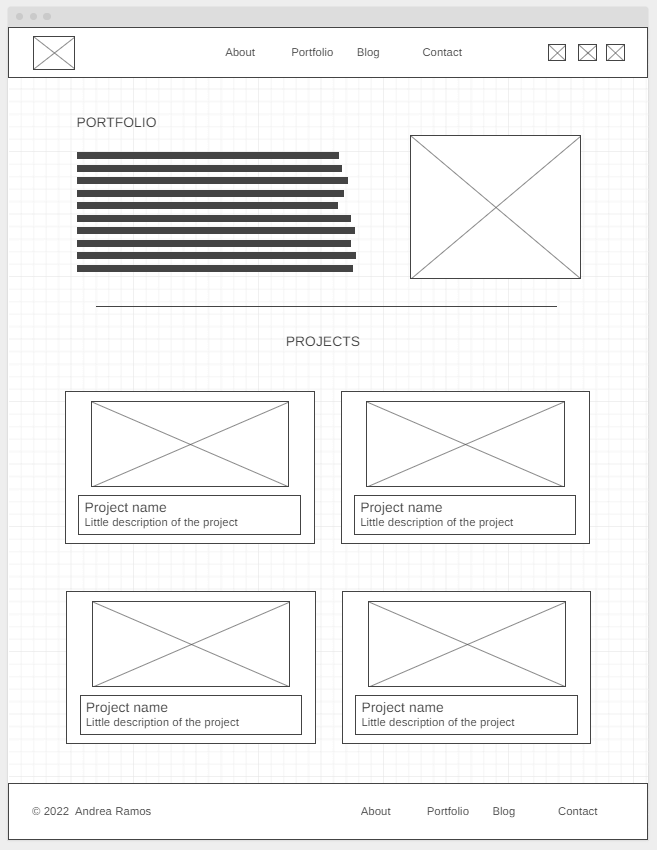 About Portfolio Blog Contact
PORTFOLIO
PROJECTS
Project name
Little description of the project
Project name
Little description of the project
Project name
Little description of the project
Project name
Little description of the project
© 2022 Andrea Ramos
About Portfolio Blog Contact